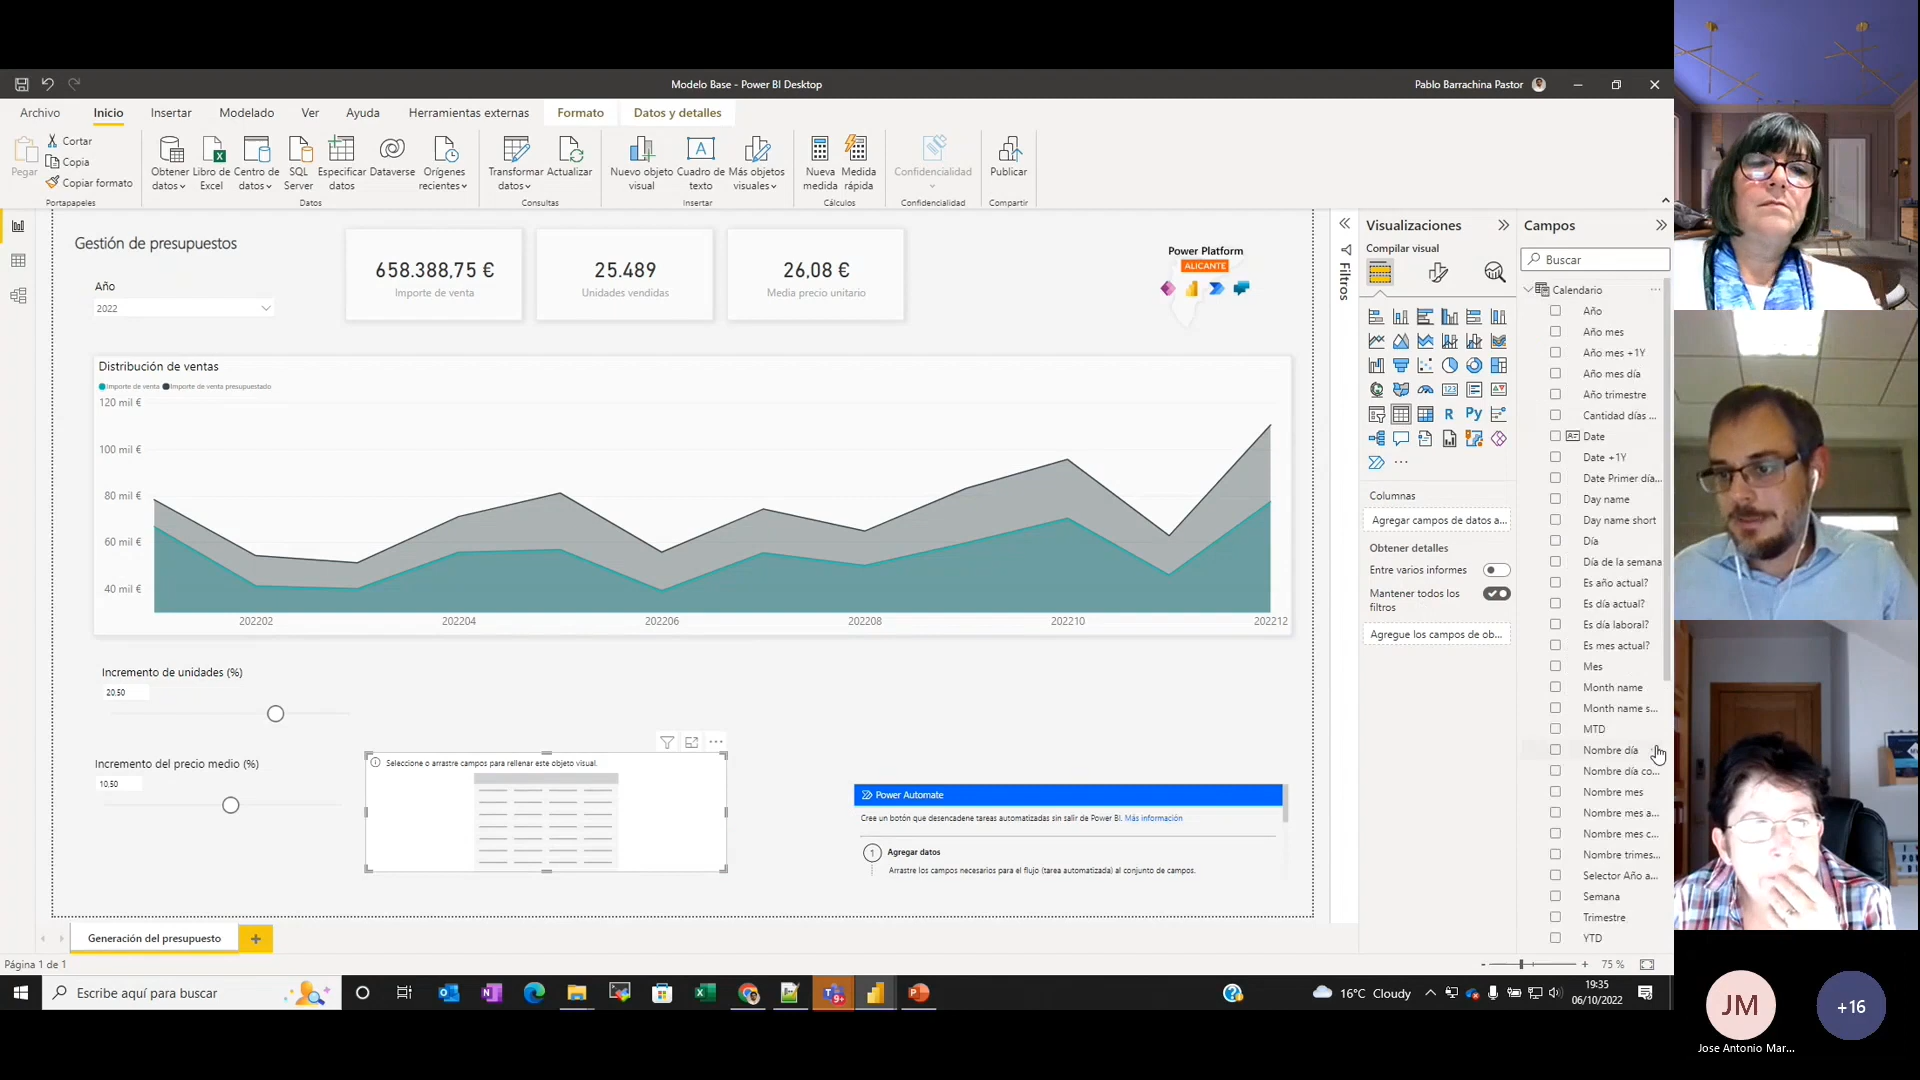 Modelo Base - Power BI Desktop
Pablo Barrachina Pastor
Archivo
Inicio
Insertar
Modelado
Ver
Ayuda
Herramientas externas
Formato
Datos y detalles
Pegar
Cortar
Copia
Copiar formato
Portapapeles
Obtener datos
Libro de Excel
Centro de datos
SQL Server
Especificar datos
Dataverse
Orígenes recientes
Datos
Transformar datos
Actualizar
Consultas
Nuevo objeto visual
Cuadro de texto
Más objetos visuales
Insertar
Nueva medida
Medida rápida
Cálculos
Confidencialidad
Confidencialidad
Publicar
Compartir
Gestión de presupuestos
Año
2022
658.388,75 €
Importe de venta
25.489
Unidades vendidas
26,08 €
Media precio unitario
Power Platform
ALICANTE
Distribución de ventas
Importe de venta
Importe de venta presupuestado
120 mil €
100 mil €
80 mil €
60 mil €
40 mil €
202202
202204
202206
202208
202210
202212
Incremento de unidades (%)
20,50
Incremento del precio medio (%)
10,50
Seleccione o arrastre campos para rellenar este objeto visual.
Power Automate
Cree un botón que desencadene tareas automatizadas sin salir de Power BI. Más información
1
Agregar datos
Arrastre los campos necesarios para el flujo (tarea automatizada) al conjunto de campos.
Filtros
Visualizaciones
Compilar visual
123
R
Py
Columnas
Agregar campos de datos a...
Obtener detalles
Entre varios informes
Mantener todos los filtros
Agregue los campos de ob...
Campos
Buscar
Calendario
Año
Año mes
Año mes +1Y
Año mes día
Año trimestre
Cantidad días ...
Date
Date +1Y
Date Primer día...
Day name
Day name short
Día
Día de la semana
Es año actual?
Es día actual?
Es día laboral?
Es mes actual?
Mes
Month name
Month name s...
MTD
Nombre día
Nombre día co...
Nombre mes
Nombre mes a...
Nombre mes c...
Nombre trimes...
Selector Año a...
Semana
Trimestre
YTD
Generación del presupuesto
Página 1 de 1
- + 75 %
Escribe aquí para buscar
9+
16°C Cloudy
19:35
06/10/2022
JM
Jose Antonio Mar...
+16